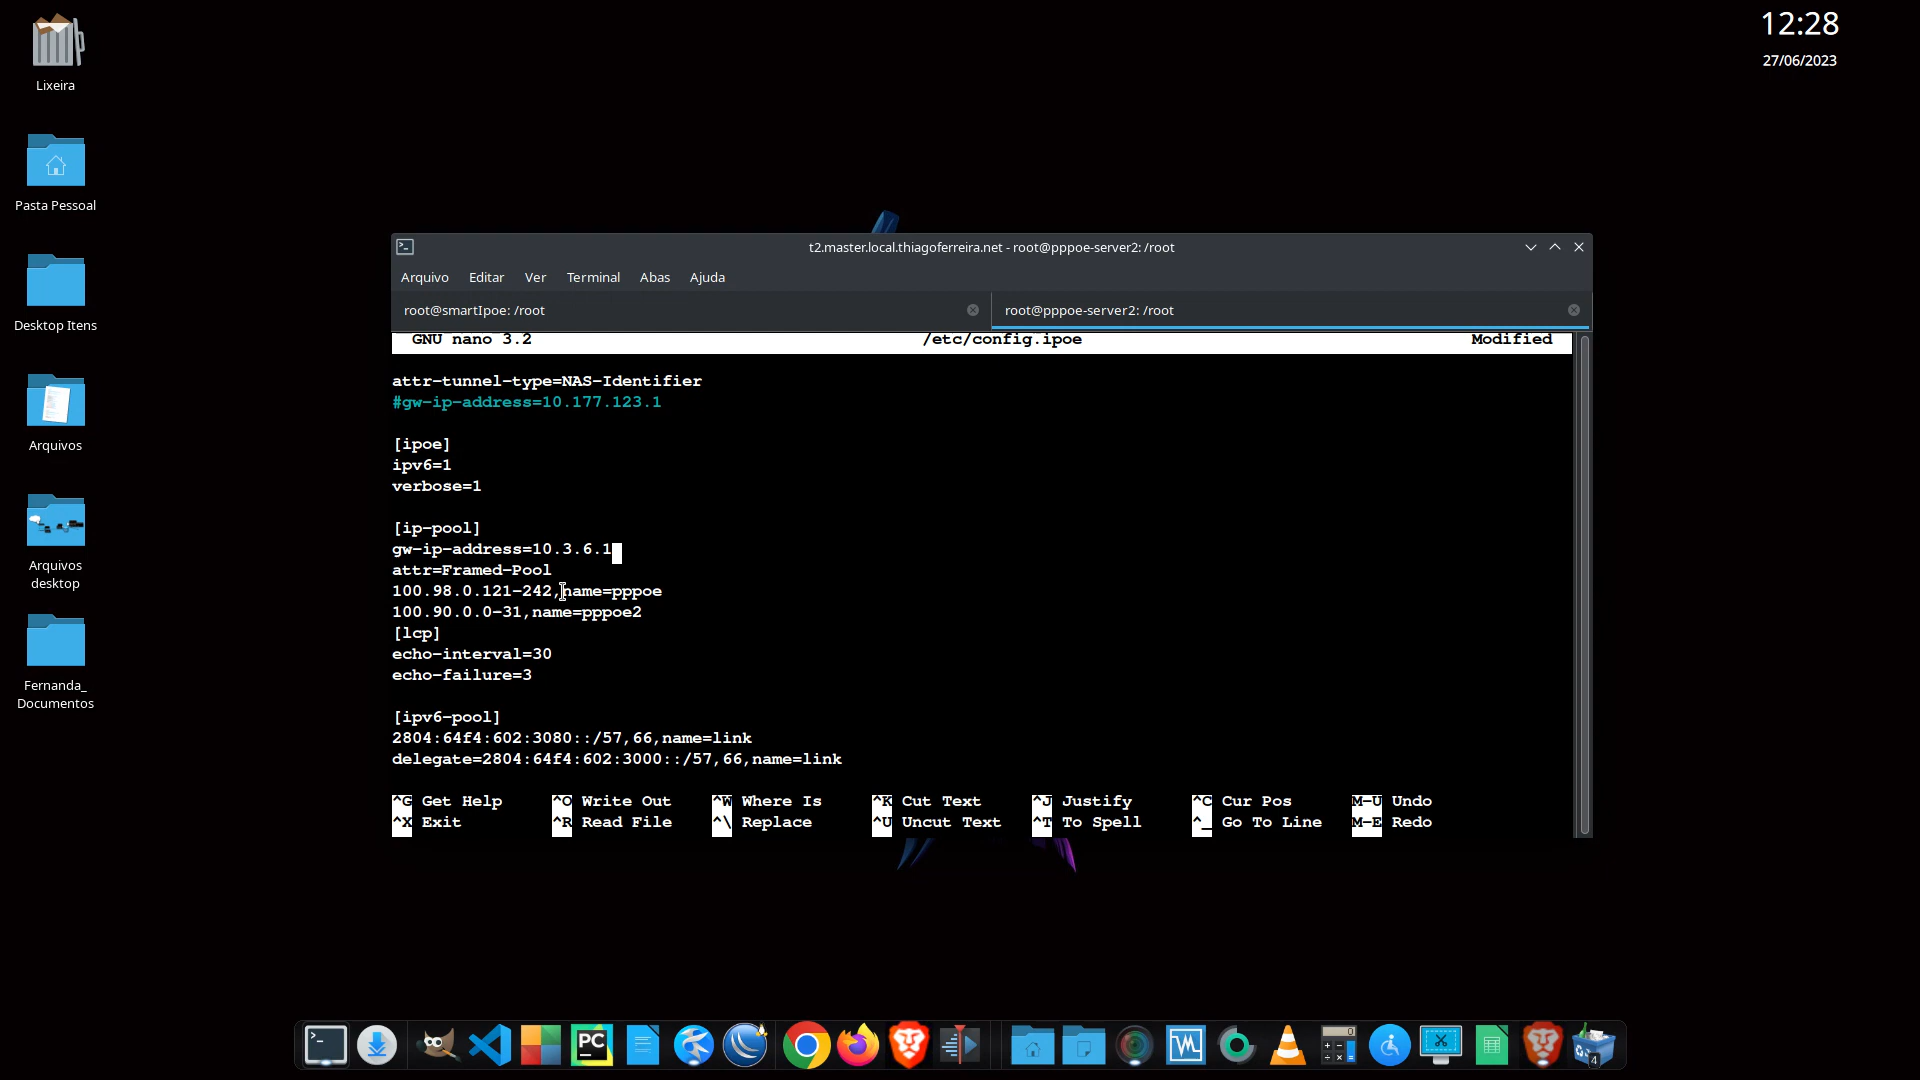 Lixeira
Pasta Pessoal
Desktop Itens
Arquivos
Arquivos
desktop
Fernanda_
Documentos
12:28
27/06/2023
t2.master.local.thiagoferreira.net - root@pppoe-server2: /root
Arquivo Editar Ver Terminal Abas Ajuda
root@smartIpoe: /root
root@pppoe-server2: /root
GNU nano 3.2 /etc/config.ipoe Modified
attr-tunnel-type=NAS-Identifier
#gw-ip-address=10.177.123.1
[ipoe]
ipv6=1
verbose=1
[ip-pool]
gw-ip-address=10.3.6.1
attr=Framed-Pool
100.98.0.121-242,name=pppoe
100.90.0.0-31,name=pppoe2
[lcp]
echo-interval=30
echo-failure=3
[ipv6-pool]
2804:64f4:602:3080::/57,66,name=link
delegate=2804:64f4:602:3000::/57,66,name=link
^G Get Help ^O Write Out ^W Where Is ^K Cut Text ^J Justify ^C Cur Pos M-U Undo
^X Exit ^R Read File ^\ Replace ^U Uncut Text ^T To Spell ^_ Go To Line M-E Redo
PC
0
4